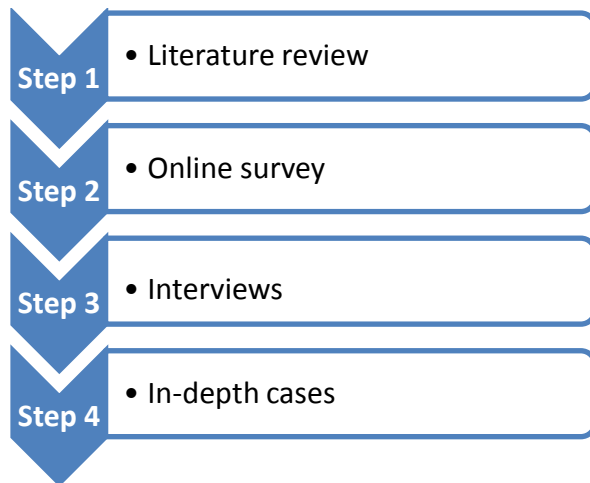 Step 1
• Literature review
Step 2
• Online survey
Step 3
• Interviews
Step 4
• In-depth cases